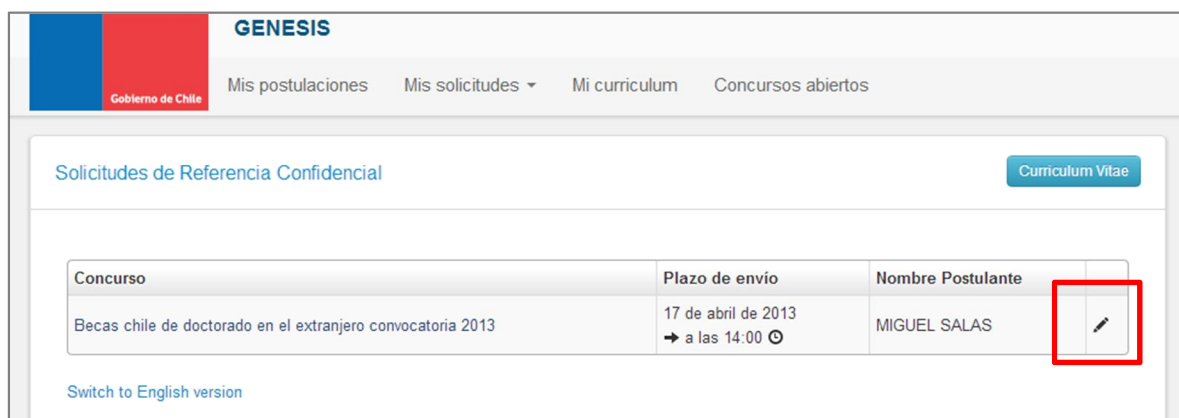 GENESIS
Gobierno de Chile
Mis postulaciones Mis solicitudes Mi curriculum Concursos abiertos
Solicitudes de Referencia Confidencial
Curriculum Vitae
Concurso Plazo de envío Nombre Postulante
Becas chile de doctorado en el extranjero convocatoria 2013
17 de abril de 2013
→ a las 14:00
MIGUEL SALAS
Switch to English version